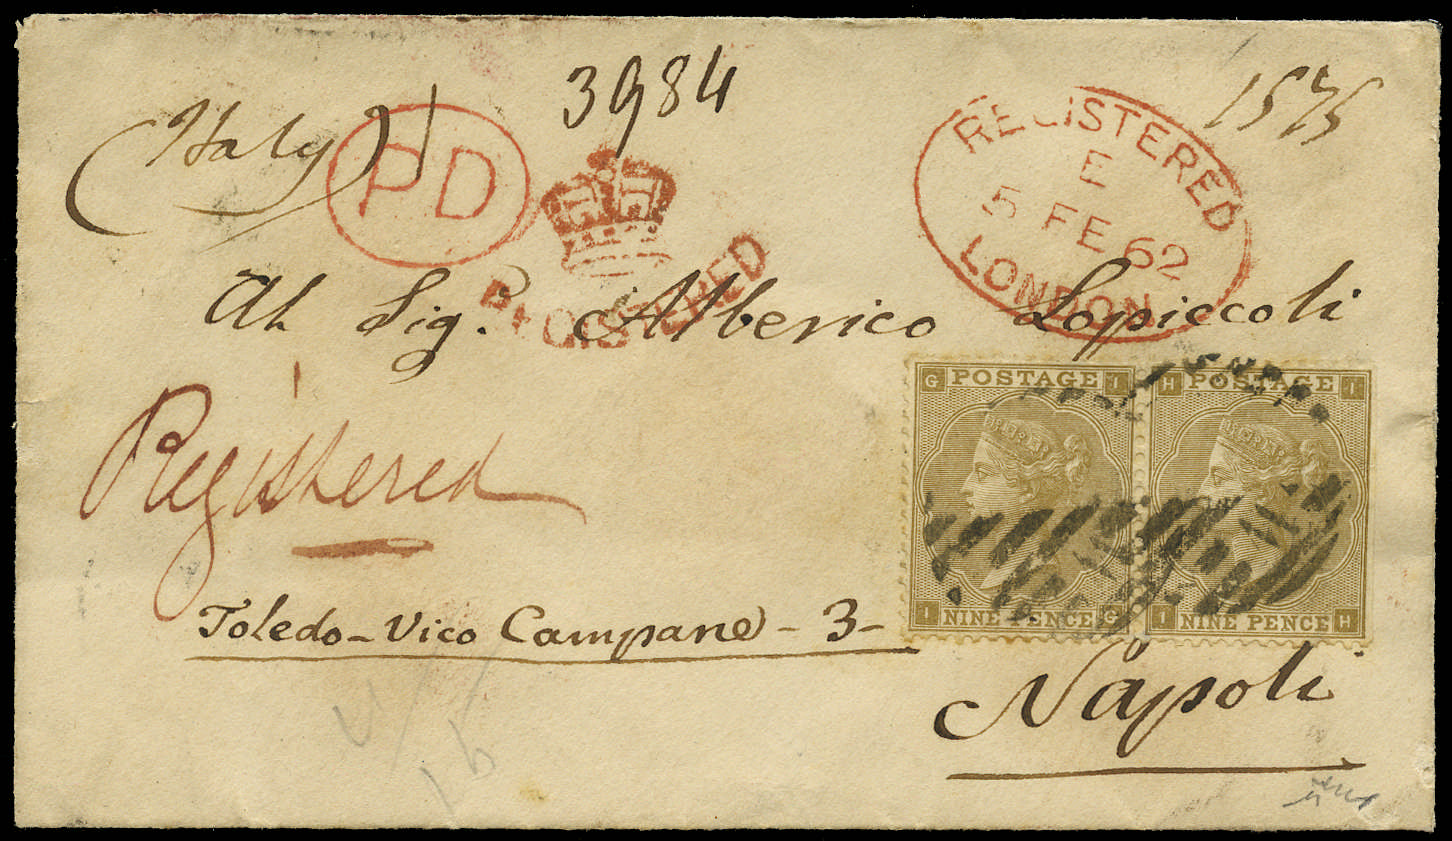 3984
1575
(Italy)
PD
REGISTERED
REGISTERED
E
5 FE 62
LONDON
Al Sig.r Alberico Lopiccoli
G POSTAGE I
H POSTAGE I
Registered
I NINE PENCE G
I NINE PENCE H
Toledo - Vico Campane - 3 -
Napoli